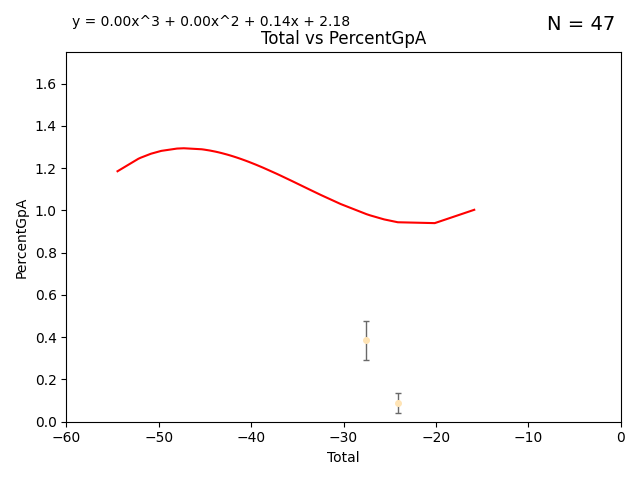 y = 0.00x^3 + 0.00x^2 + 0.14x + 2.18
N = 47
Total vs PercentGpA
PercentGpA
1.6
1.4
1.2
1.0
0.8
0.6
0.4
0.2
0.0
−60 −50 −40 −30 −20 −10 0
Total